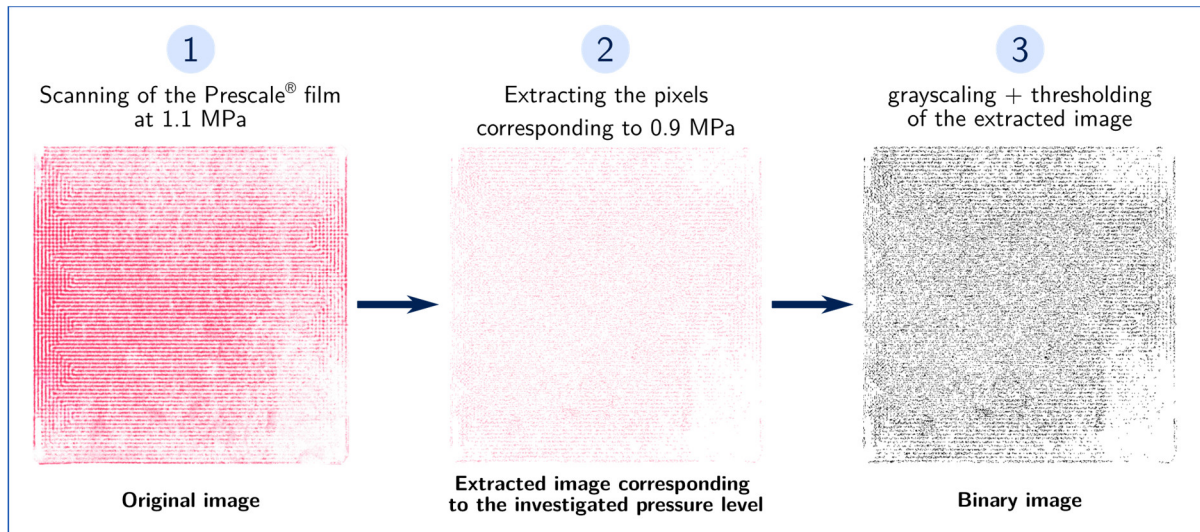 1
Scanning of the Prescale® film
at 1.1 MPa
Original image
2
Extracting the pixels
corresponding to 0.9 MPa
Extracted image corresponding
to the investigated pressure level
3
grayscaling + thresholding
of the extracted image
Binary image